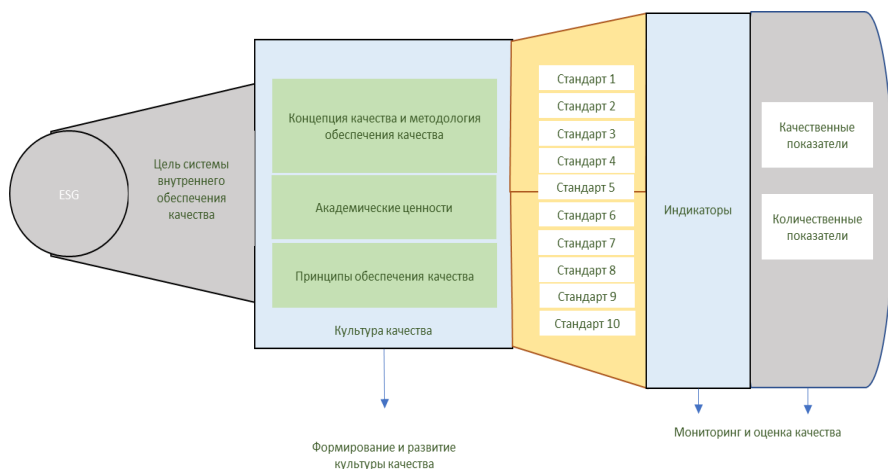 ESG
Цель системы
внутреннего
обеспечения
качества
Концепция качества и методология
обеспечения качества
Академические ценности
Принципы обеспечения качества
Культура качества
Формирование и развитие
культуры качества
Стандарт 1
Стандарт 2
Стандарт 3
Стандарт 4
Стандарт 5
Стандарт 6
Стандарт 7
Стандарт 8
Стандарт 9
Стандарт 10
Индикаторы
Качественные
показатели
Количественные
показатели
Мониторинг и оценка качества